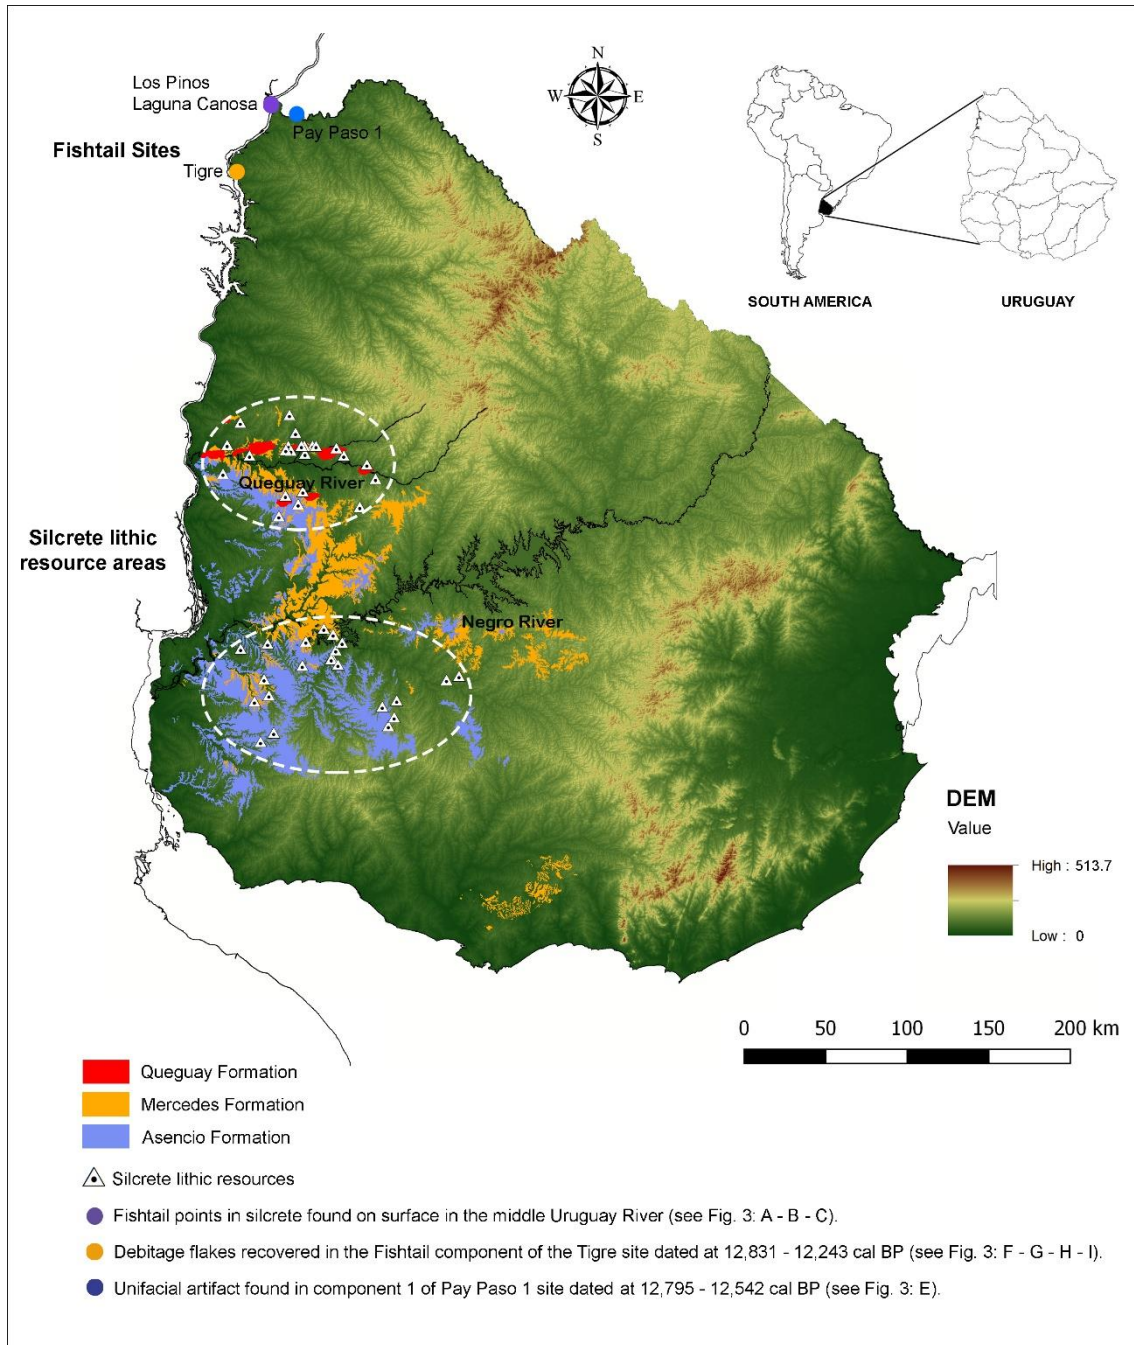 N
W
E
S
Los Pinos
Laguna Canosa
Pay Paso 1
Fishtail Sites
Tigre
SOUTH AMERICA
URUGUAY
Queguay River
Silcrete lithic
resource areas
Negro River
DEM
Value
High : 513.7
Low : 0
0 50 100 150 200 km
Queguay Formation
Mercedes Formation
Asencio Formation
Silcrete lithic resources
Fishtail points in silcrete found on surface in the middle Uruguay River (see Fig. 3: A - B - C).
Debitage flakes recovered in the Fishtail component of the Tigre site dated at 12,831 - 12,243 cal BP (see Fig. 3: F - G - H - I).
Unifacial artifact found in component 1 of Pay Paso 1 site dated at 12,795 - 12,542 cal BP (see Fig. 3: E).